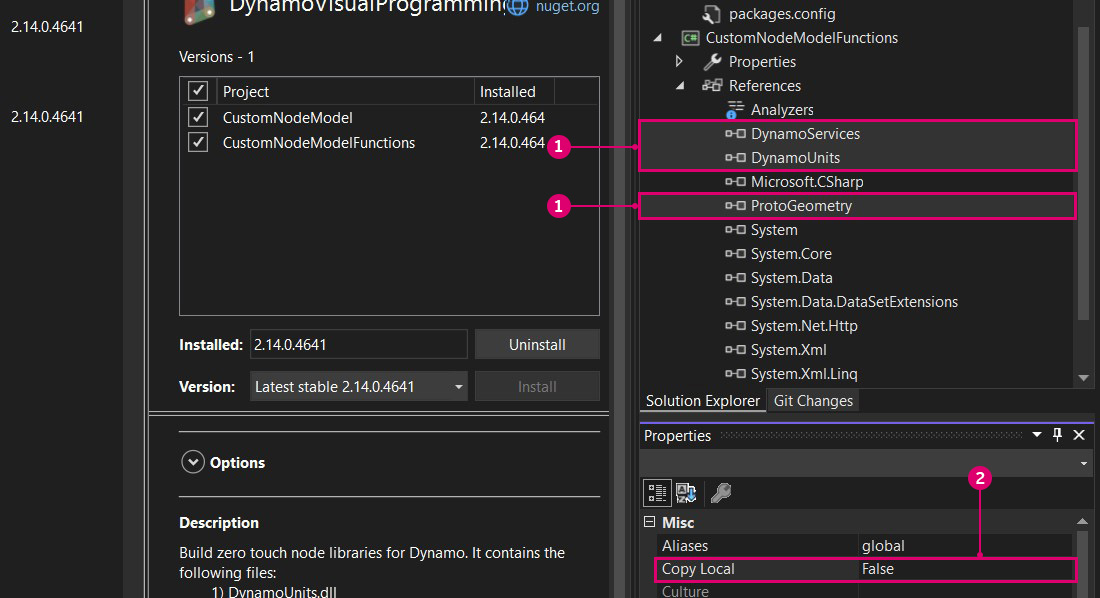 2.14.0.4641
2.14.0.4641
DynamoVisualProgramming
nuget.org
Versions - 1
Project Installed
CustomNodeModel 2.14.0.464
CustomNodeModelFunctions 2.14.0.464
1
1
Installed: 2.14.0.4641 Uninstall
Version: Latest stable 2.14.0.4641 Install
Options
Description
Build zero touch node libraries for Dynamo. It contains the
following files:
1) DynamoUnits.dll
packages.config
C# CustomNodeModelFunctions
Properties
References
Analyzers
DynamoServices
DynamoUnits
Microsoft.CSharp
ProtoGeometry
System
System.Core
System.Data
System.Data.DataSetExtensions
System.Net.Http
System.Xml
System.Xml.Linq
Solution Explorer Git Changes
Properties
2
Misc
Aliases global
Copy Local False
Culture